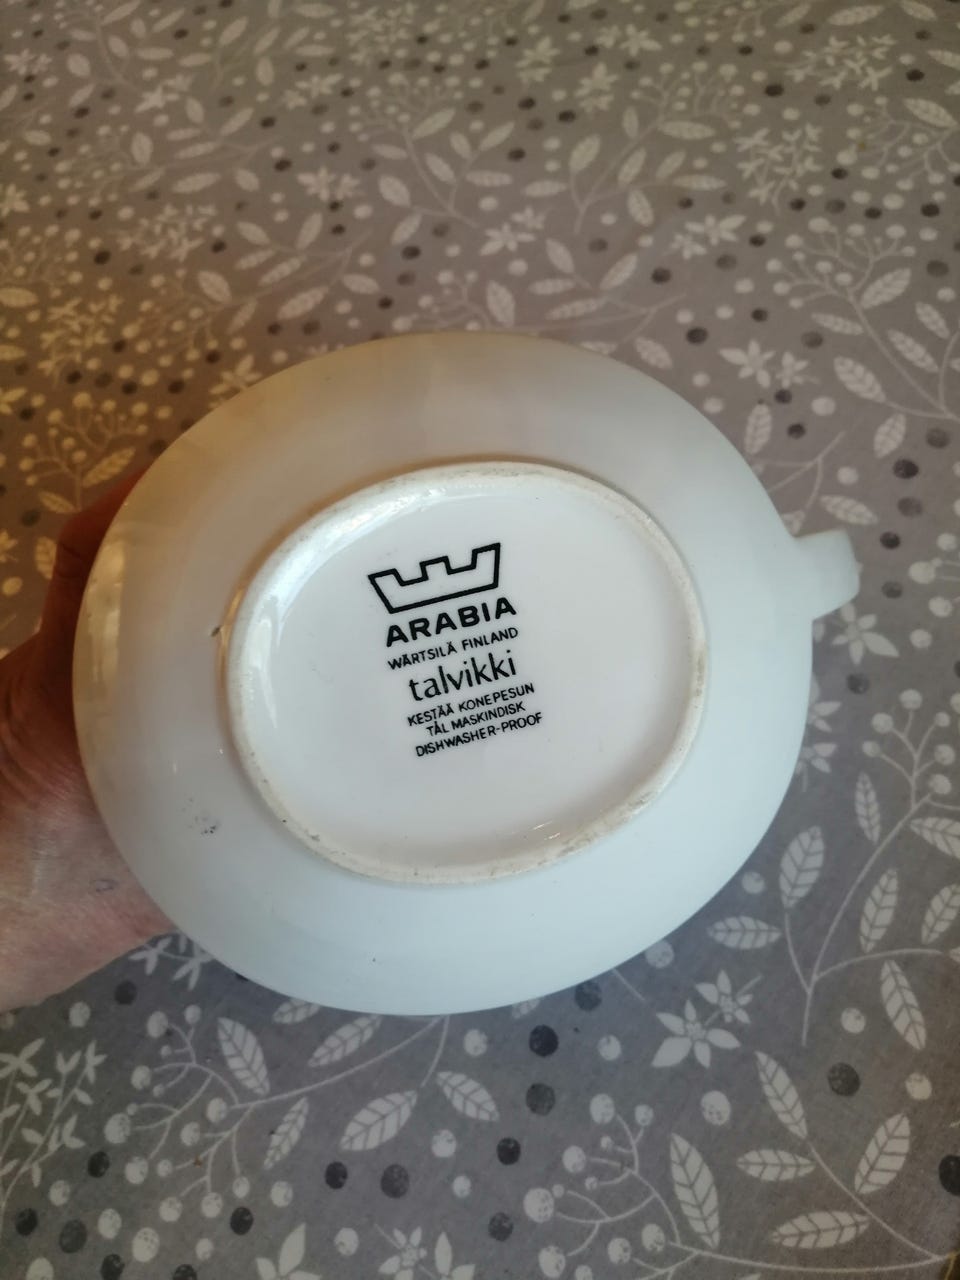 ARABIA
WÄRTSILÄ FINLAND
talvikki
KESTÄÄ KONEPESUN
TÅL MASKINDISK
DISHWASHER-PROOF